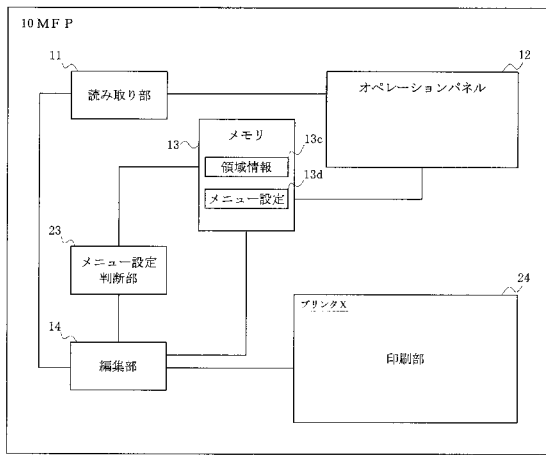 10MFP
11
読み取り部
12
オペレーションパネル
13
メモリ
13c
領域情報
13d
メニュー設定
23
メニュー設定
判断部
14
編集部
24
プリンタX
印刷部